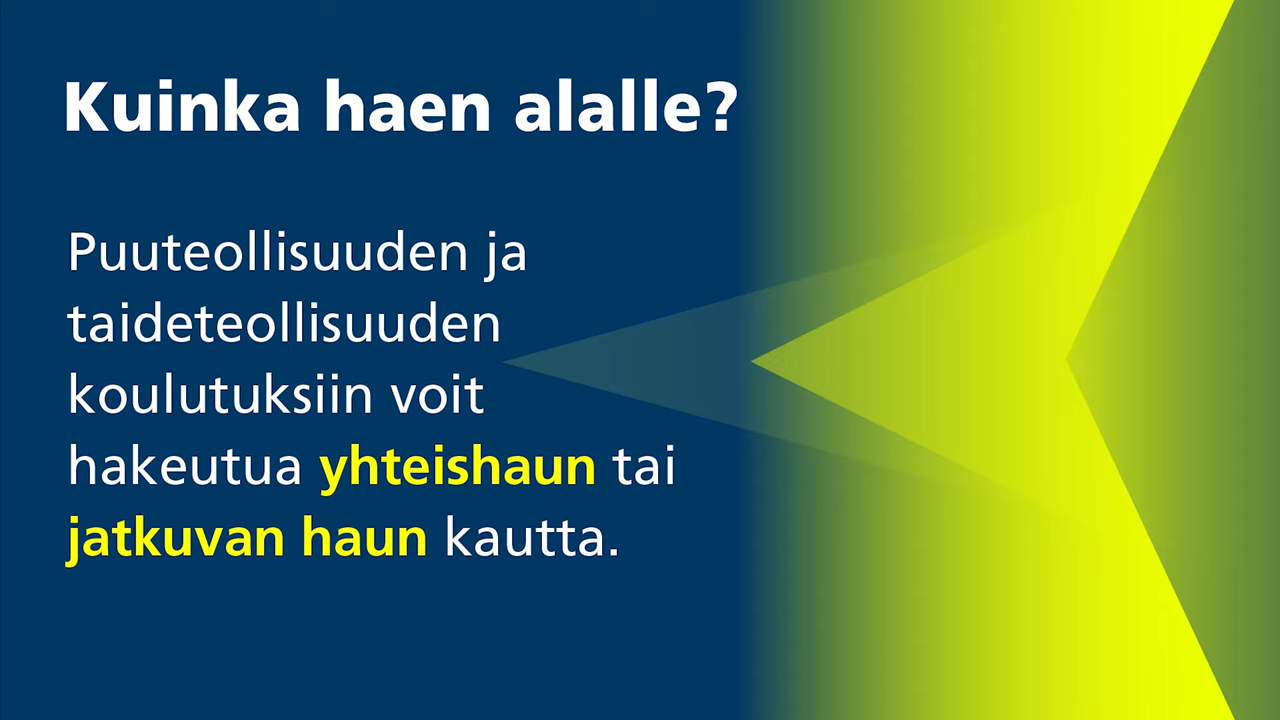 Kuinka haen alalle?
Puuteollisuuden ja
taideteollisuuden
koulutuksiin voit
hakeutua yhteishaun tai
jatkuvan haun kautta.